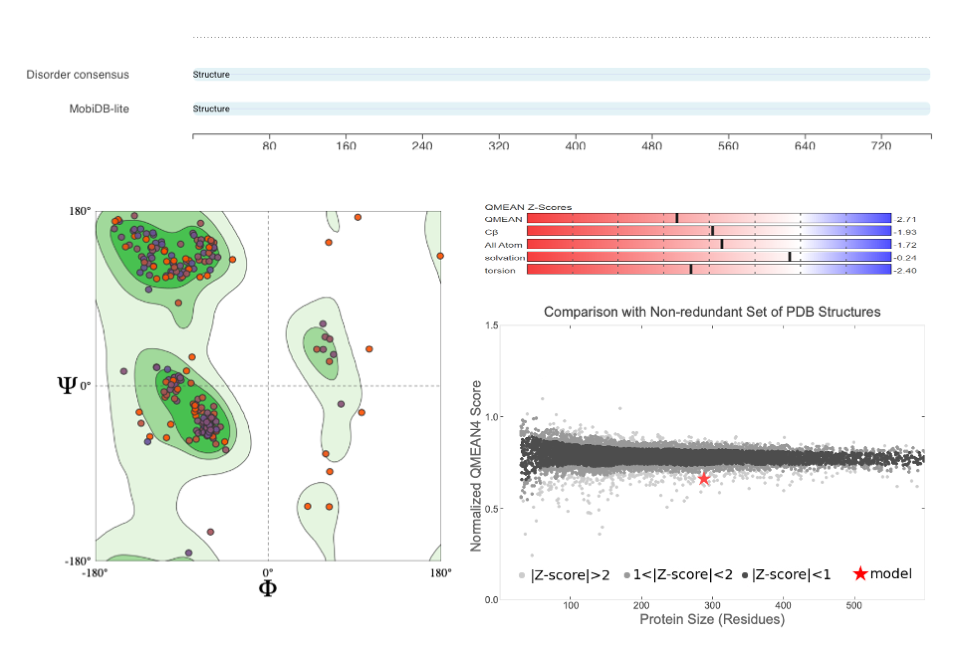 Disorder consensus Structure
MobiDB-lite Structure
80 160 240 320 400 480 560 640 720
QMEAN Z-Scores
QMEAN -2.71
Cβ -1.93
All Atom -1.72
solvation -0.24
torsion -2.40
180°
Ψ 0°
-180°
-180° 0° 180°
Φ
Comparison with Non-redundant Set of PDB Structures
Normalized QMEAN4 Score
1.5
1.0
0.5
0.0
|Z-score|>2 1<|Z-score|<2 |Z-score|<1 model
100 200 300 400 500
Protein Size (Residues)